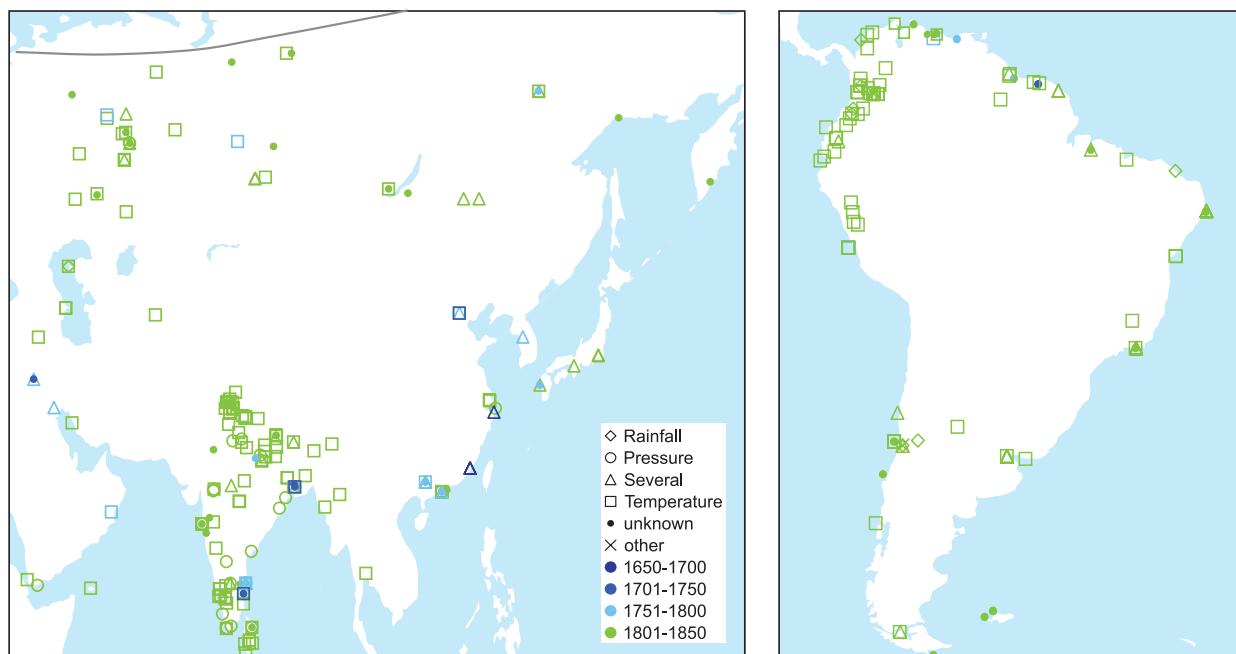 Rainfall
Pressure
Several
Temperature
unknown
other
1650-1700
1701-1750
1751-1800
1801-1850